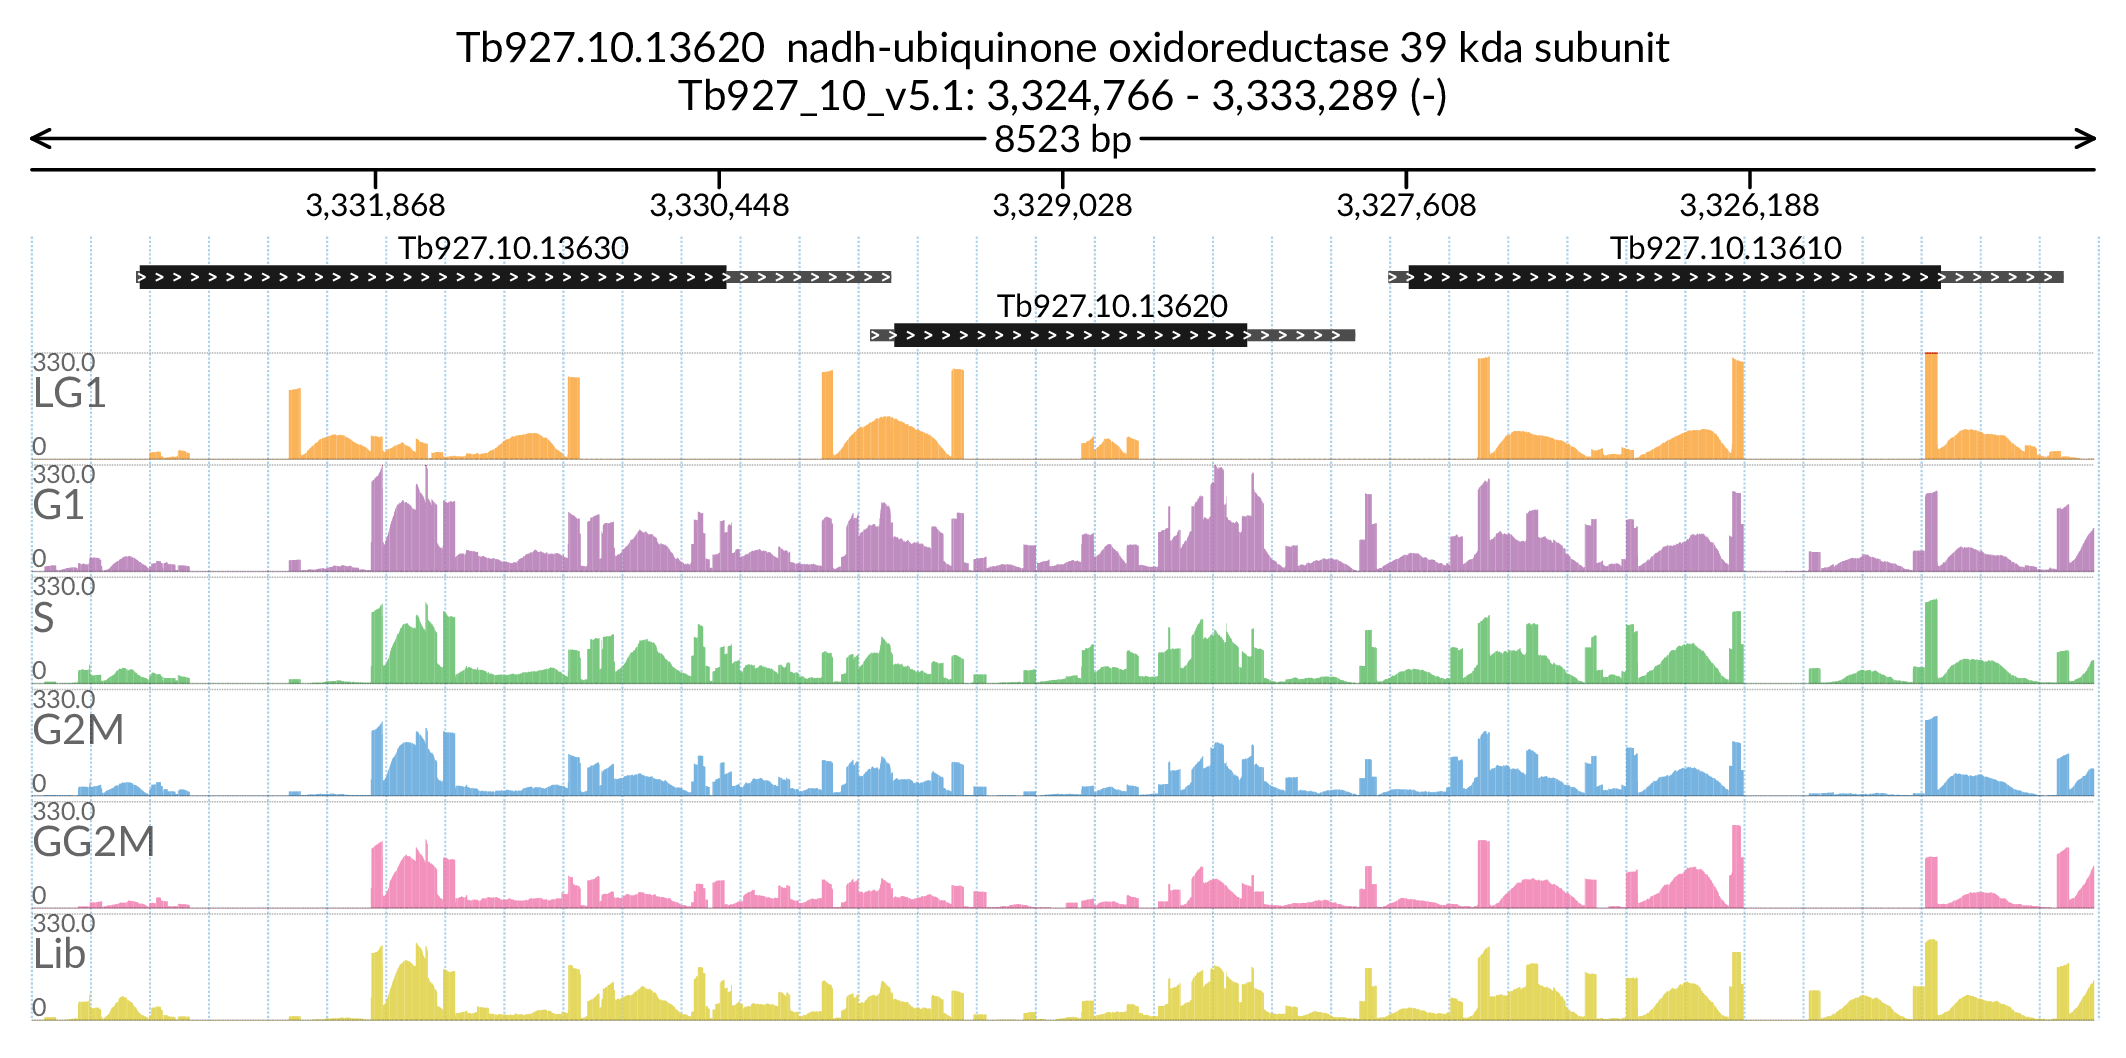 Tb927.10.13620  nadh-ubiquinone oxidoreductase 39 kda subunit
Tb927_10_v5.1: 3,324,766 - 3,333,289 (-)
8523 bp
3,331,868 3,330,448 3,329,028 3,327,608 3,326,188
Tb927.10.13630 Tb927.10.13610
Tb927.10.13620
330.0
LG1
0
330.0
G1
0
330.0
S
0
330.0
G2M
0
330.0
GG2M
0
330.0
Lib
0